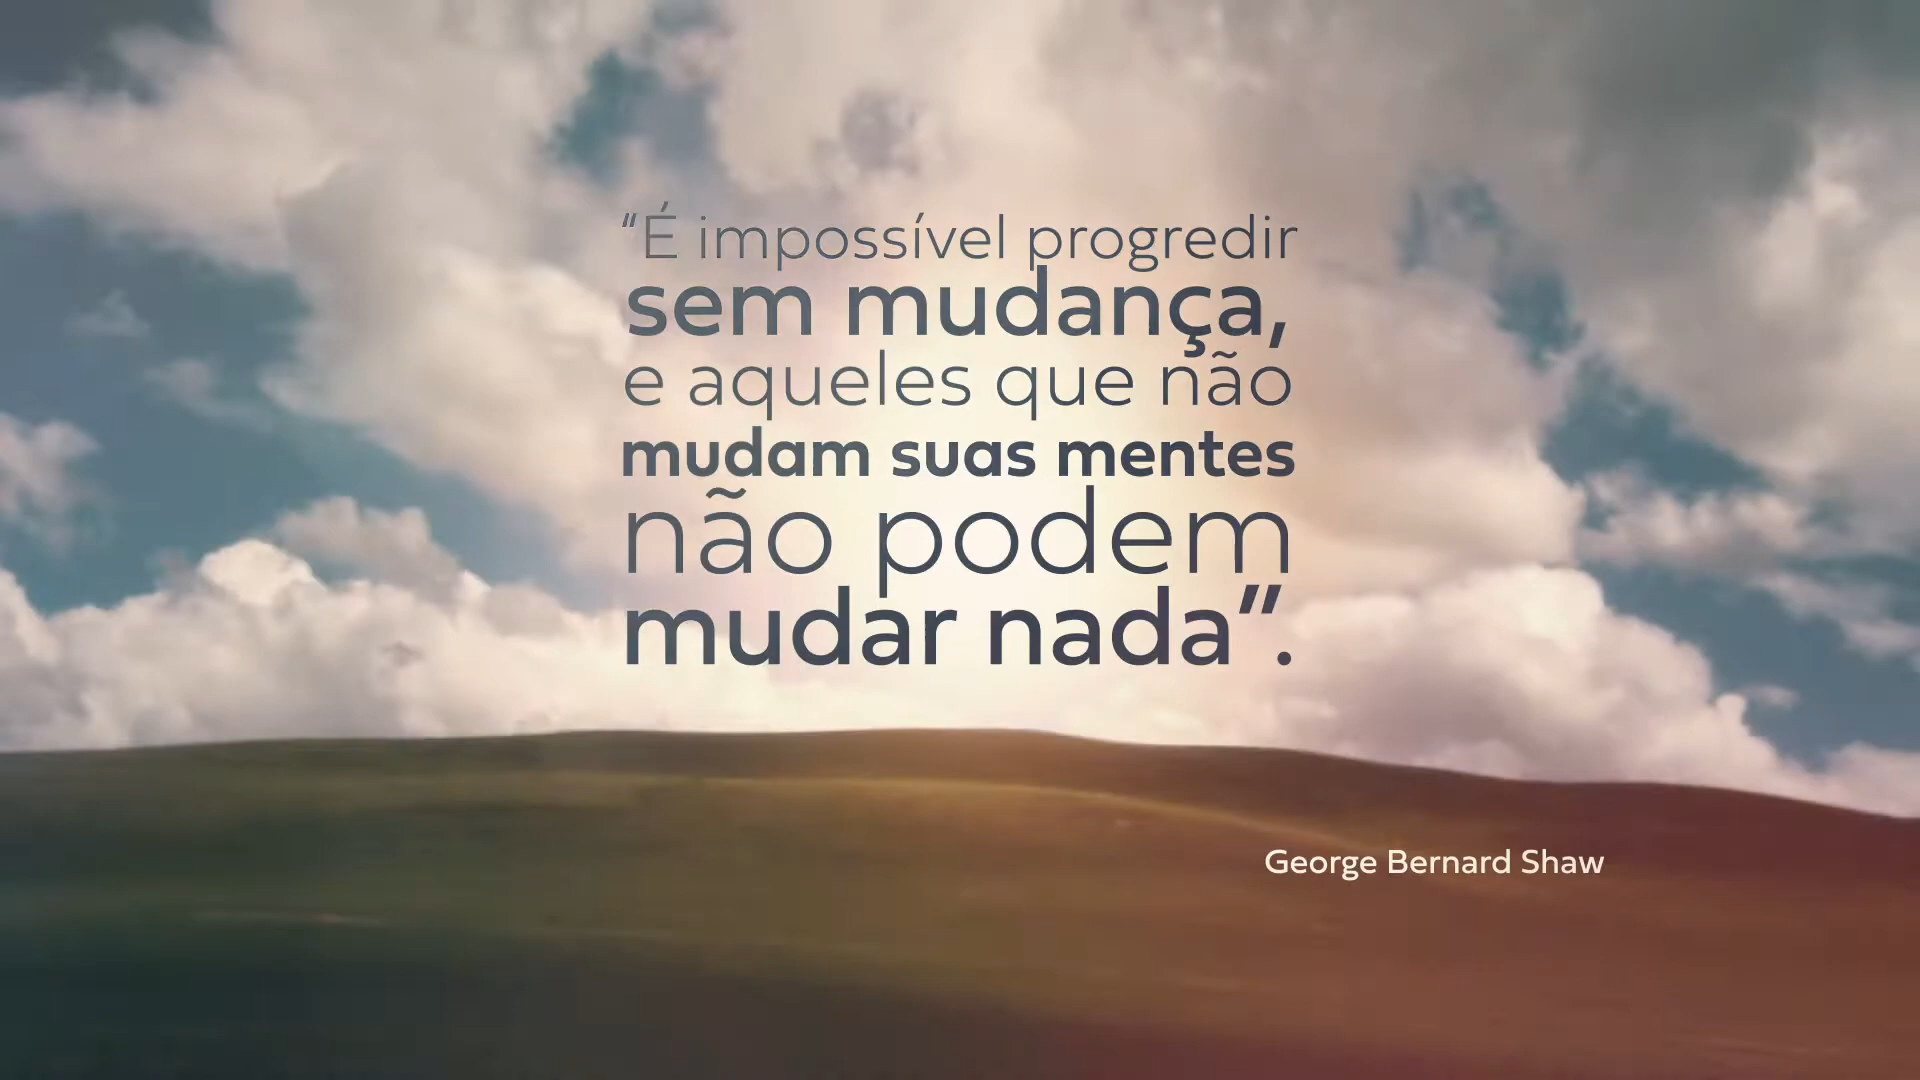 “É impossível progredir
sem mudança,
e aqueles que não
mudam suas mentes
não podem
mudar nada”.
George Bernard Shaw